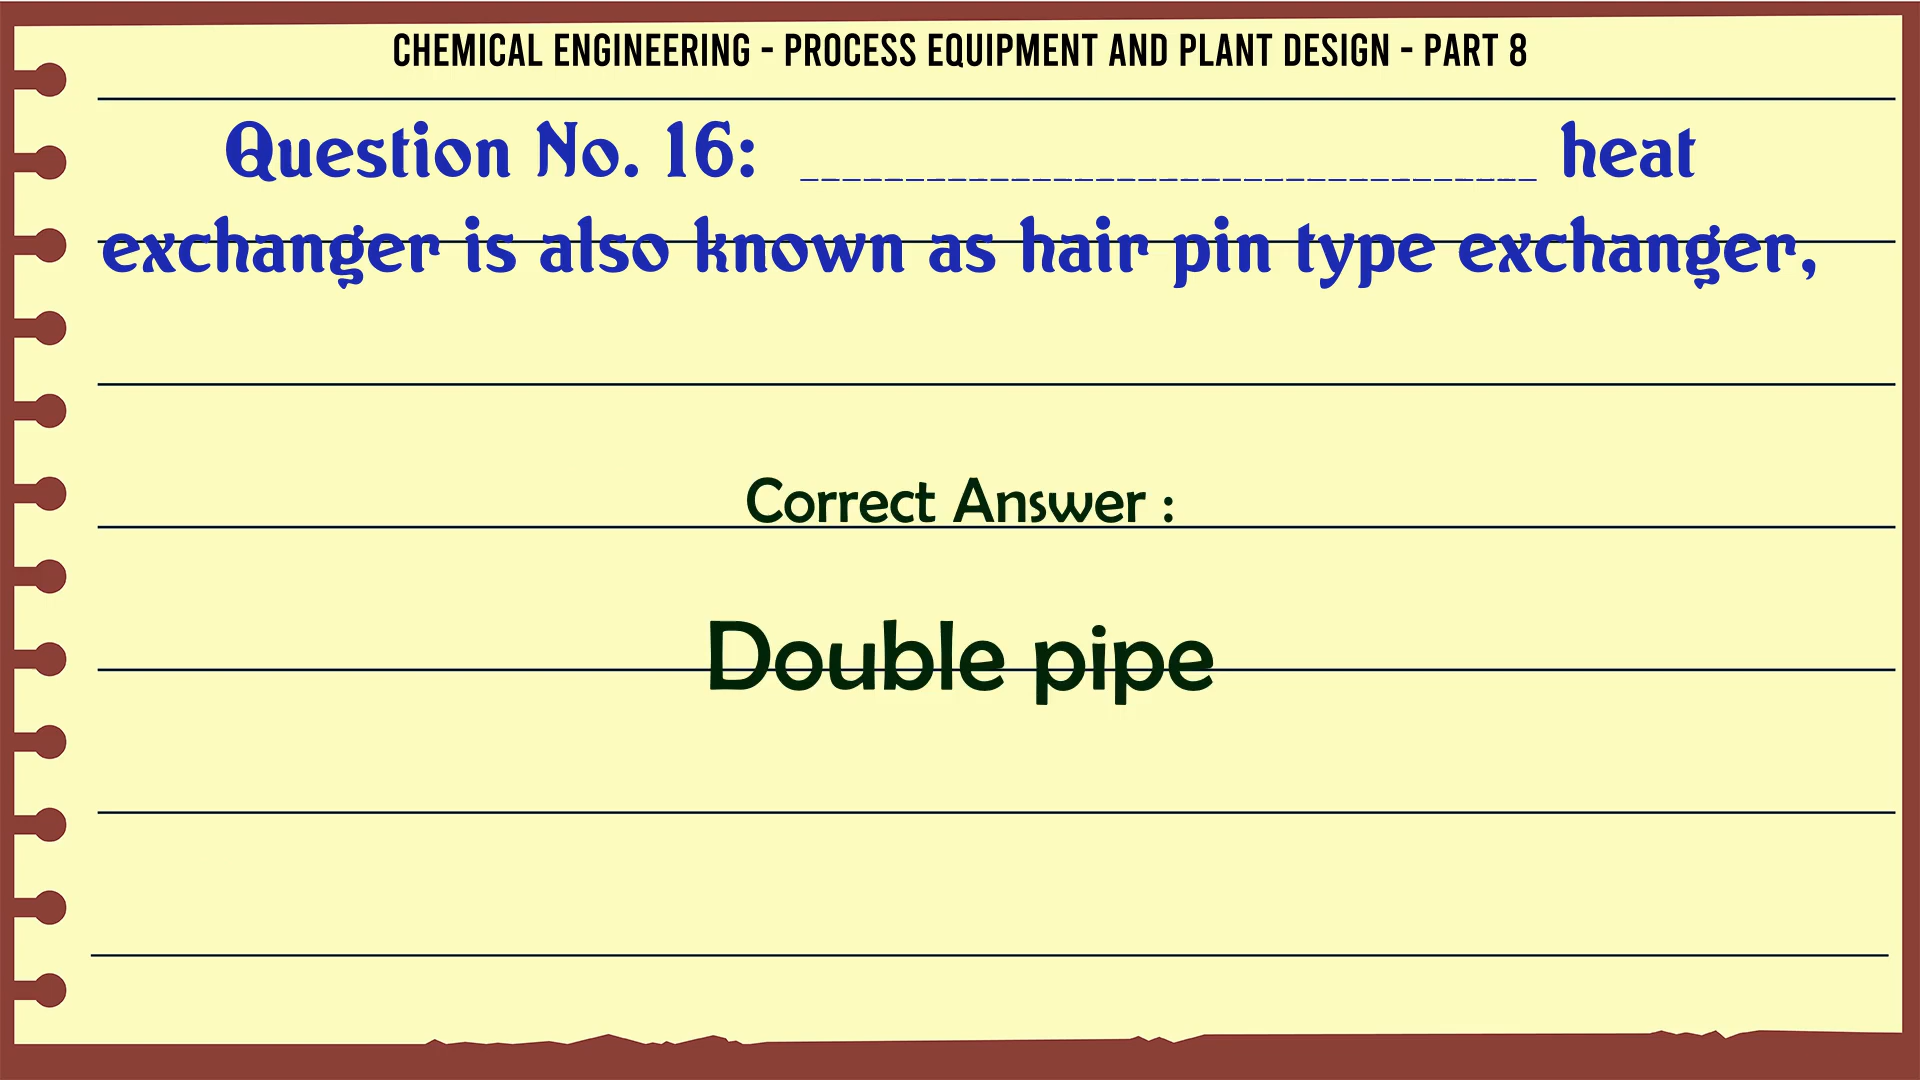 CHEMICAL ENGINEERING - PROCESS EQUIPMENT AND PLANT DESIGN - PART 8
Question No. 16: ___________________________________ heat
exchanger is also known as hair pin type exchanger,
Correct Answer :
Double pipe